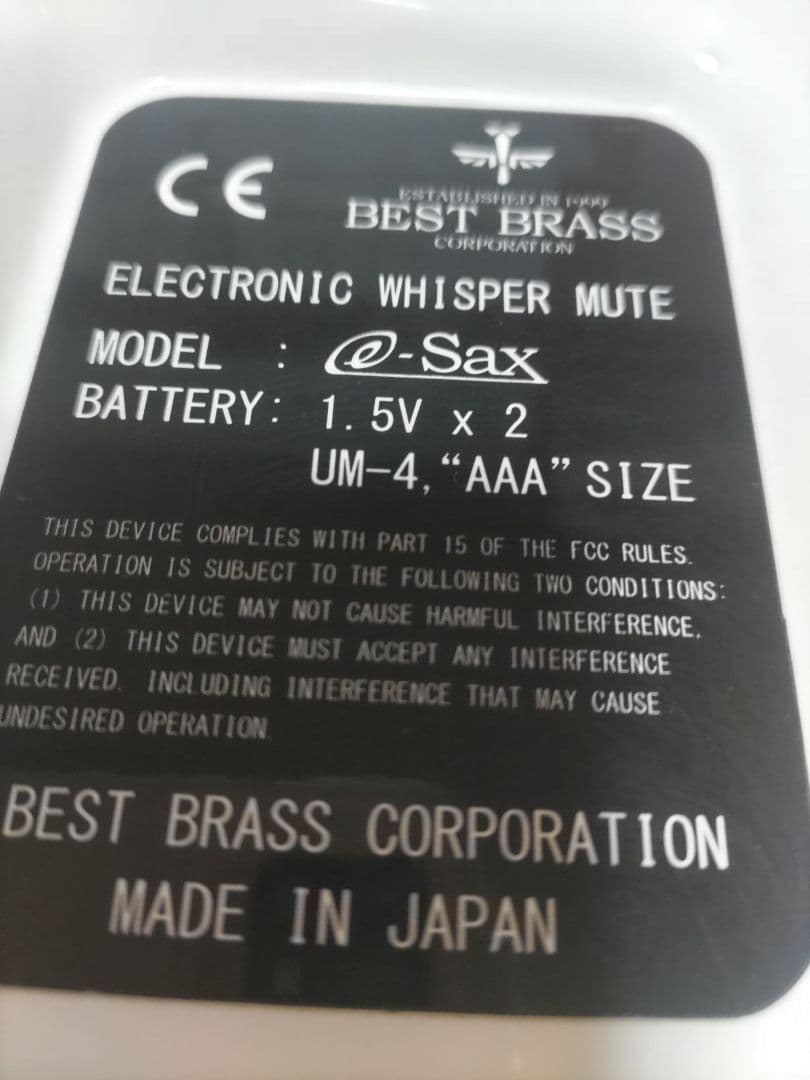 CE
ESTABLISHED IN 1999
BEST BRASS
CORPORATION
ELECTRONIC WHISPER MUTE
MODEL : e-Sax
BATTERY: 1.5V x 2
UM-4, “AAA” SIZE
THIS DEVICE COMPLIES WITH PART 15 OF THE FCC RULES.
OPERATION IS SUBJECT TO THE FOLLOWING TWO CONDITIONS:
(1) THIS DEVICE MAY NOT CAUSE HARMFUL INTERFERENCE,
AND (2) THIS DEVICE MUST ACCEPT ANY INTERFERENCE
RECEIVED, INCLUDING INTERFERENCE THAT MAY CAUSE
UNDESIRED OPERATION.
BEST BRASS CORPORATION
MADE IN JAPAN